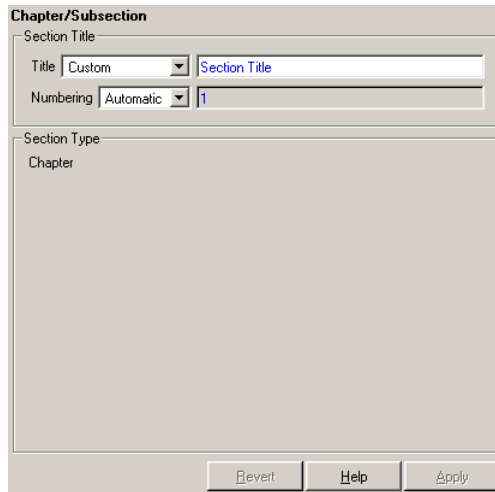 Chapter/Subsection
Section Title
Title Custom Section Title
Numbering Automatic 1
Section Type
Chapter
Revert Help Apply